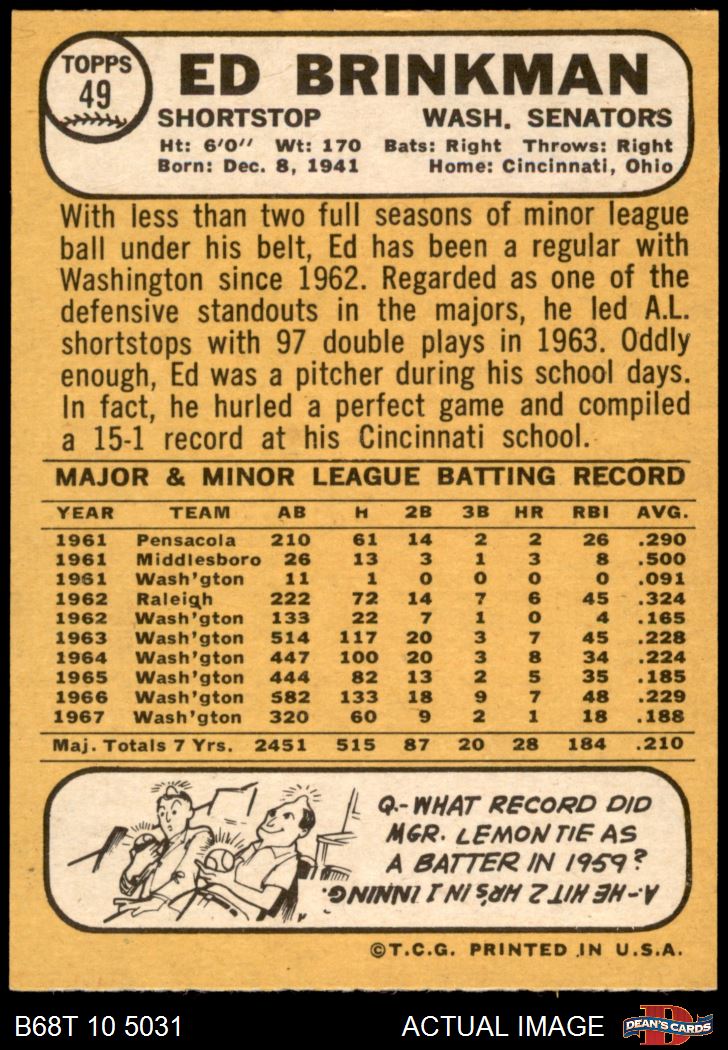 TOPPS
49
ED BRINKMAN
SHORTSTOP WASH. SENATORS
Ht: 6'0" Wt: 170 Bats: Right Throws: Right
Born: Dec. 8, 1941 Home: Cincinnati, Ohio
With less than two full seasons of minor league
ball under his belt, Ed has been a regular with
Washington since 1962. Regarded as one of the
defensive standouts in the majors, he led A.L.
shortstops with 97 double plays in 1963. Oddly
enough, Ed was a pitcher during his school days.
In fact, he hurled a perfect game and compiled
a 15-1 record at his Cincinnati school.
MAJOR & MINOR LEAGUE BATTING RECORD
YEAR TEAM AB H 2B 3B HR RBI AVG.
1961 Pensacola 210 61 14 2 2 26 .290
1961 Middlesboro 26 13 3 1 3 8 .500
1961 Wash'gton 11 1 0 0 0 0 .091
1962 Raleigh 222 72 14 7 6 45 .324
1962 Wash'gton 133 22 7 1 0 4 .165
1963 Wash'gton 514 117 20 3 7 45 .228
1964 Wash'gton 447 100 20 3 8 34 .224
1965 Wash'gton 444 82 13 2 5 35 .185
1966 Wash'gton 582 133 18 9 7 48 .229
1967 Wash'gton 320 60 9 2 1 18 .188
Maj. Totals 7 Yrs. 2451 515 87 20 28 184 .210
Q.-WHAT RECORD DID
MGR. LEMON TIE AS
A BATTER IN 1959?
A.-HE HIT 2 HRS IN 1 INNING.
©T.C.G. PRINTED IN U.S.A.
B68T 10 5031 ACTUAL IMAGE
DEAN'S CARDS